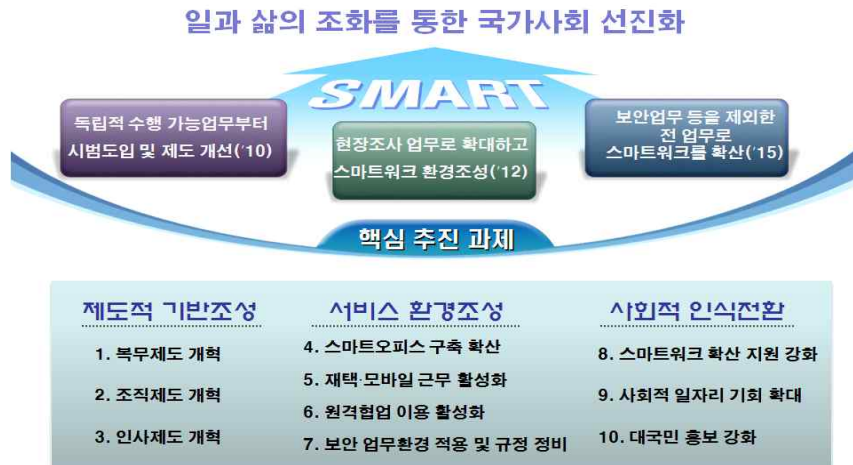 일과 삶의 조화를 통한 국가사회 선진화
SMART
독립적 수행 가능업무부터
시범도입 및 제도 개선('10)
현장조사 업무로 확대하고
스마트워크 환경조성('12)
보안업무 등을 제외한
전 업무로
스마트워크를 확산('15)
핵심 추진 과제
제도적 기반조성
1. 복무제도 개혁
2. 조직제도 개혁
3. 인사제도 개혁
서비스 환경조성
4. 스마트오피스 구축 확산
5. 재택·모바일 근무 활성화
6. 원격협업 이용 활성화
7. 보안 업무환경 적용 및 규정 정비
사회적 인식전환
8. 스마트워크 확산 지원 강화
9. 사회적 일자리 기회 확대
10. 대국민 홍보 강화